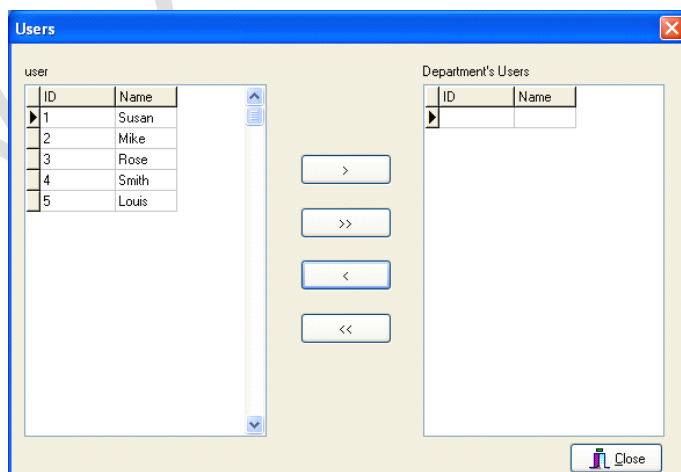 Users
user
Department's Users
ID Name
1 Susan
2 Mike
3 Rose
4 Smith
5 Louis
ID Name
>
>>
<
<<
Close